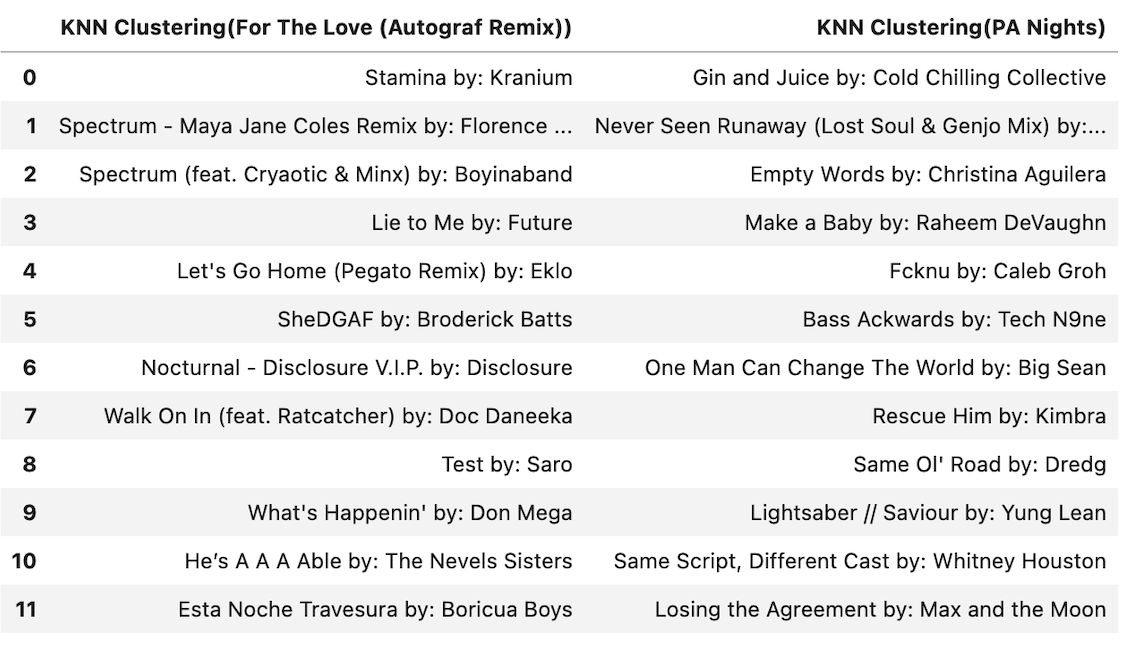 KNN Clustering(For The Love (Autograf Remix)) KNN Clustering(PA Nights)
0 Stamina by: Kranium Gin and Juice by: Cold Chilling Collective
1 Spectrum - Maya Jane Coles Remix by: Florence ... Never Seen Runaway (Lost Soul & Genjo Mix) by:...
2 Spectrum (feat. Cryaotic & Minx) by: Boyinaband Empty Words by: Christina Aguilera
3 Lie to Me by: Future Make a Baby by: Raheem DeVaughn
4 Let's Go Home (Pegato Remix) by: Eklo Fcknu by: Caleb Groh
5 SheDGAF by: Broderick Batts Bass Ackwards by: Tech N9ne
6 Nocturnal - Disclosure V.I.P. by: Disclosure One Man Can Change The World by: Big Sean
7 Walk On In (feat. Ratcatcher) by: Doc Daneeka Rescue Him by: Kimbra
8 Test by: Saro Same Ol' Road by: Dredg
9 What's Happenin' by: Don Mega Lightsaber // Saviour by: Yung Lean
10 He’s A A A Able by: The Nevels Sisters Same Script, Different Cast by: Whitney Houston
11 Esta Noche Travesura by: Boricua Boys Losing the Agreement by: Max and the Moon